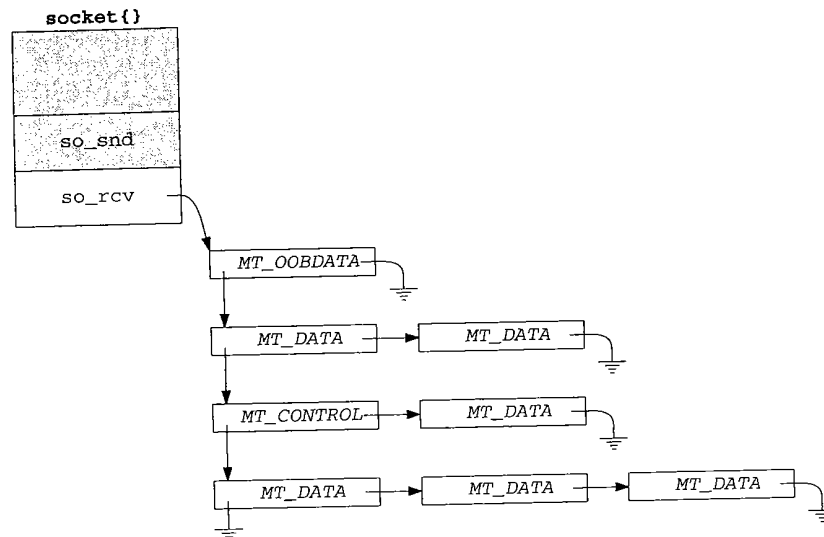 socket{}
so_snd
so_rcv
MT_OOBDATA
MT_DATA MT_DATA
MT_CONTROL MT_DATA
MT_DATA MT_DATA MT_DATA